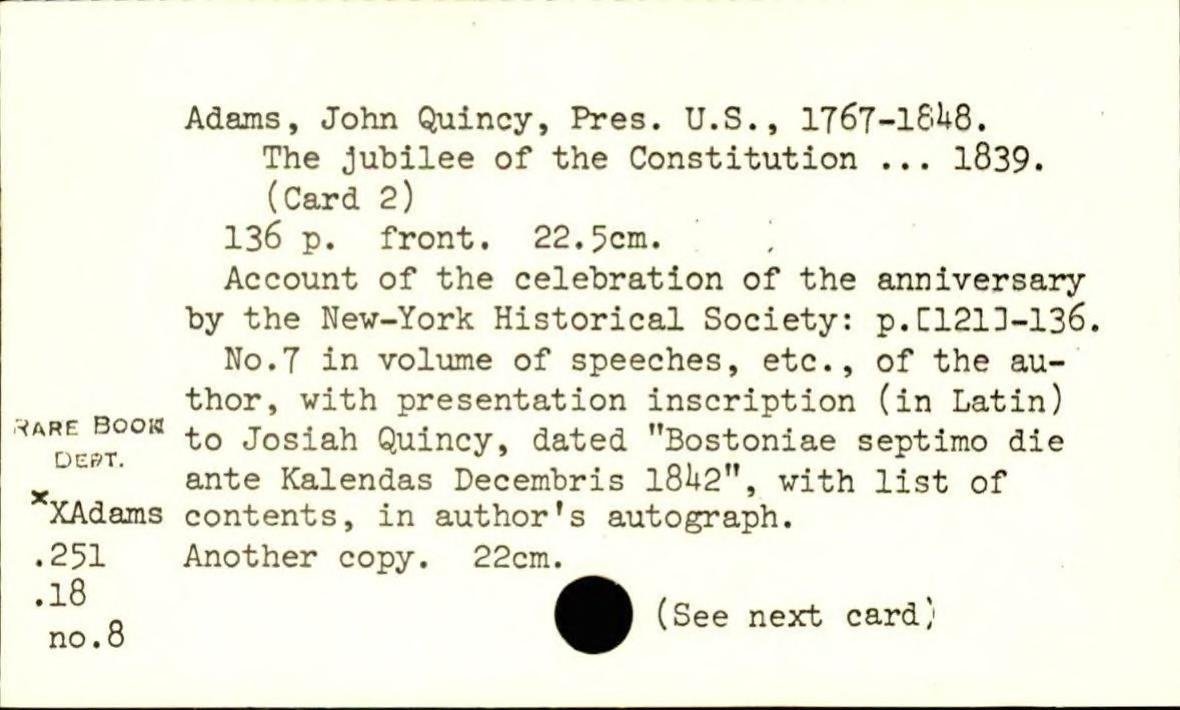 Adams, John Quincy, Pres. U.S., 1767-1848.
The jubilee of the Constitution ... 1839.
(Card 2)
136 p. front. 22.5cm.
Account of the celebration of the anniversary
by the New-York Historical Society: p.[121]-136.
No.7 in volume of speeches, etc., of the au-
thor, with presentation inscription (in Latin)
to Josiah Quincy, dated "Bostoniae septimo die
ante Kalendas Decembris 1842", with list of
contents, in author's autograph.
RARE BOOK
DEPT.
xXAdams
.251
.18
no.8
Another copy. 22cm.
(See next card)